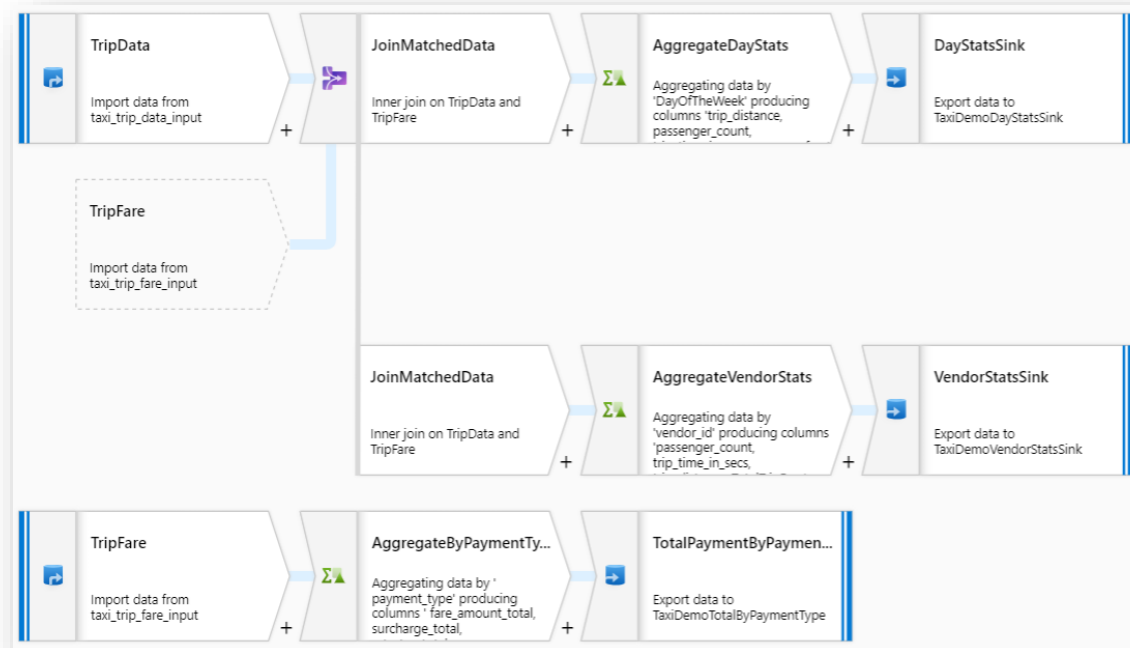 TripData
Import data from
taxi_trip_data_input
+
JoinMatchedData
Inner join on TripData and
TripFare
+
AggregateDayStats
Aggregating data by
'DayOfTheWeek' producing
columns 'trip_distance,
passenger_count,
+
DayStatsSink
Export data to
TaxiDemoDayStatsSink
TripFare
Import data from
taxi_trip_fare_input
JoinMatchedData
Inner join on TripData and
TripFare
+
AggregateVendorStats
Aggregating data by
'vendor_id' producing columns
'passenger_count,
trip_time_in_secs,
+
VendorStatsSink
Export data to
TaxiDemoVendorStatsSink
TripFare
Import data from
taxi_trip_fare_input
+
AggregateByPaymentTy...
Aggregating data by '
payment_type' producing
columns ' fare_amount_total,
surcharge_total,
+
TotalPaymentByPaymen...
Export data to
TaxiDemoTotalByPaymentType